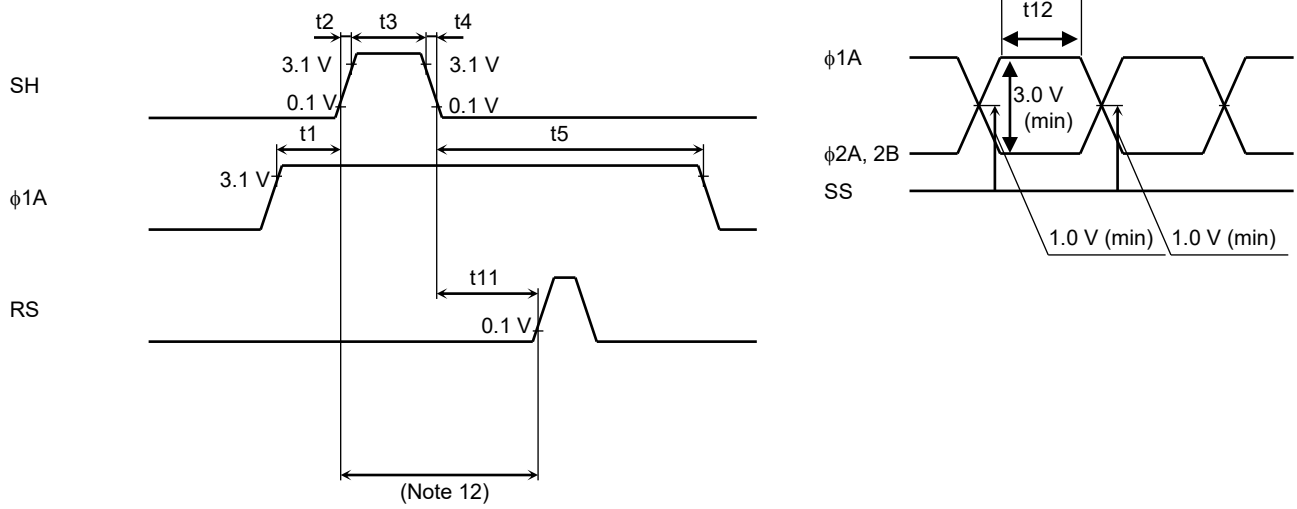 t2 t3 t4
SH
3.1 V 3.1 V
0.1 V 0.1 V
t1 t5
ϕ1A
3.1 V
t11
RS
0.1 V
(Note 12)
t12
ϕ1A
3.0 V
(min)
ϕ2A, 2B
SS
1.0 V (min) 1.0 V (min)